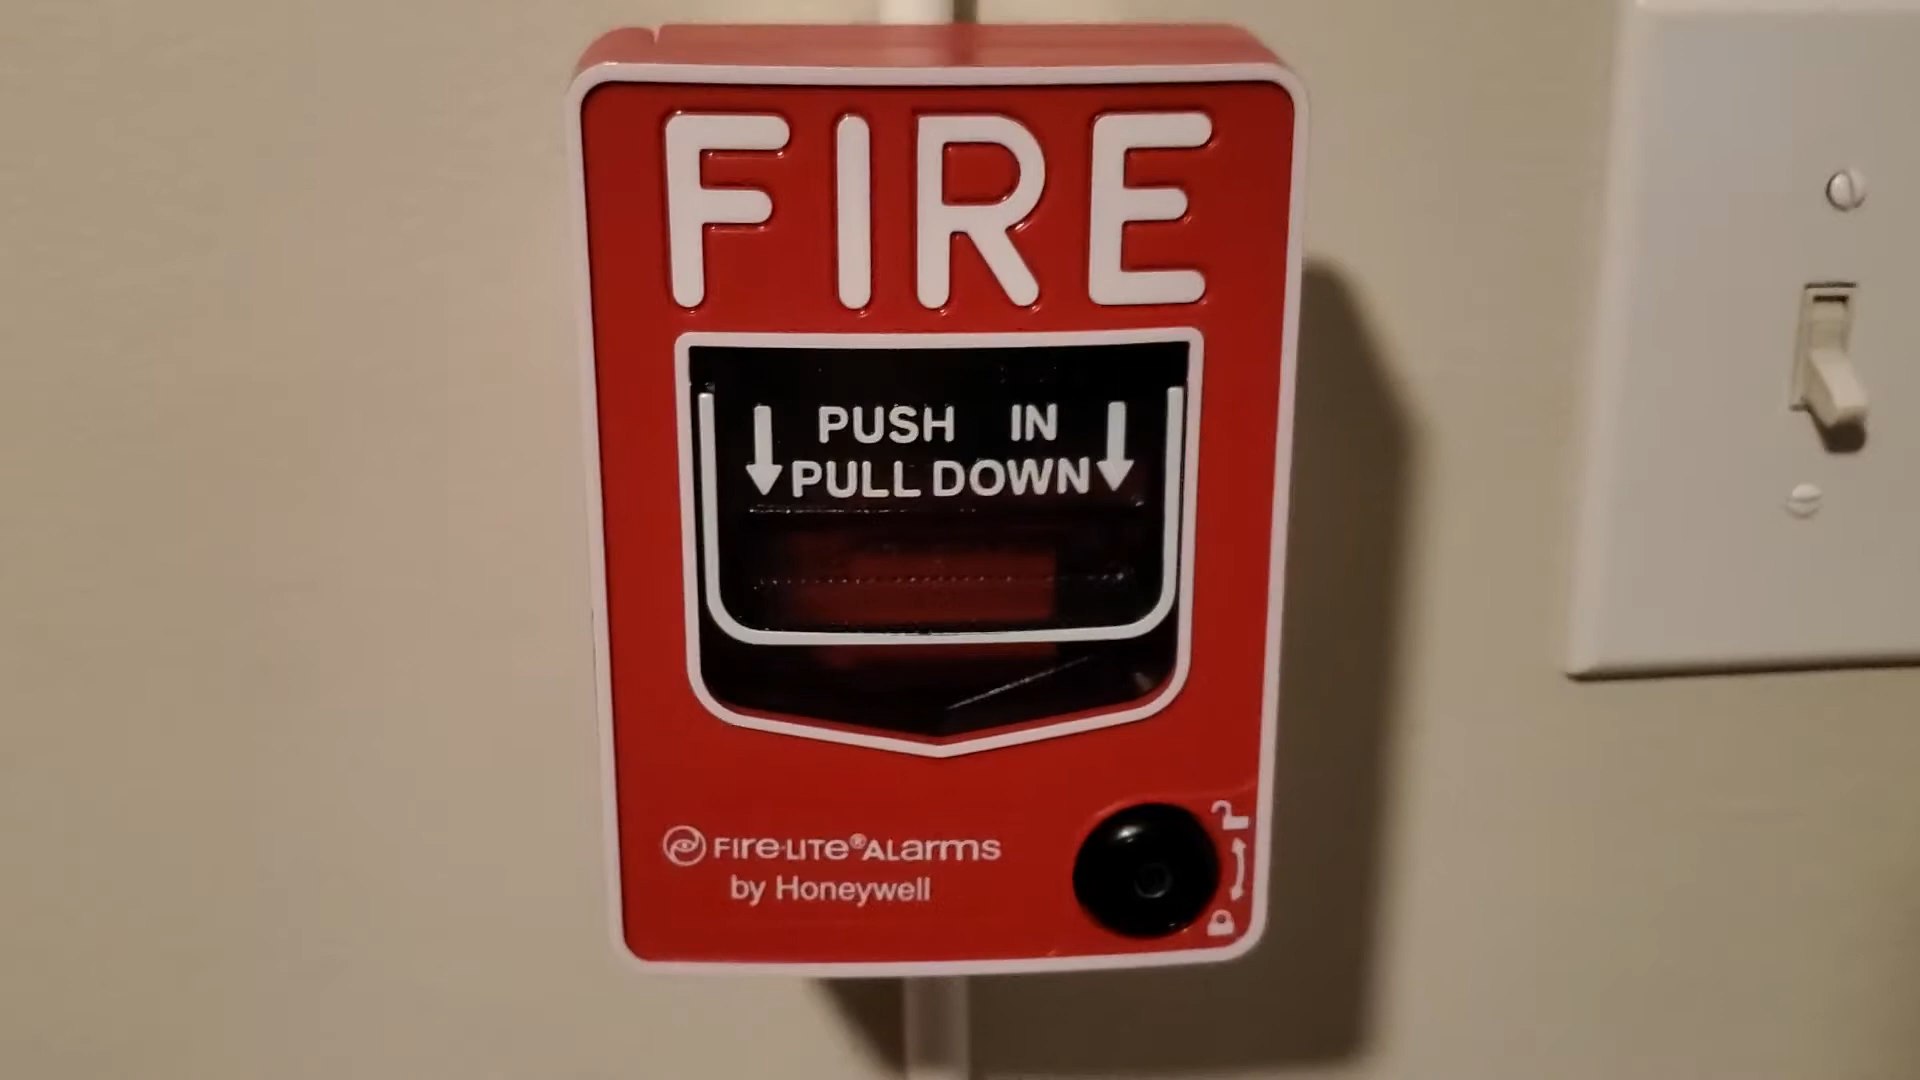 FIRE
PUSH IN
PULL DOWN
FIRE-LITE® ALARMS
by Honeywell